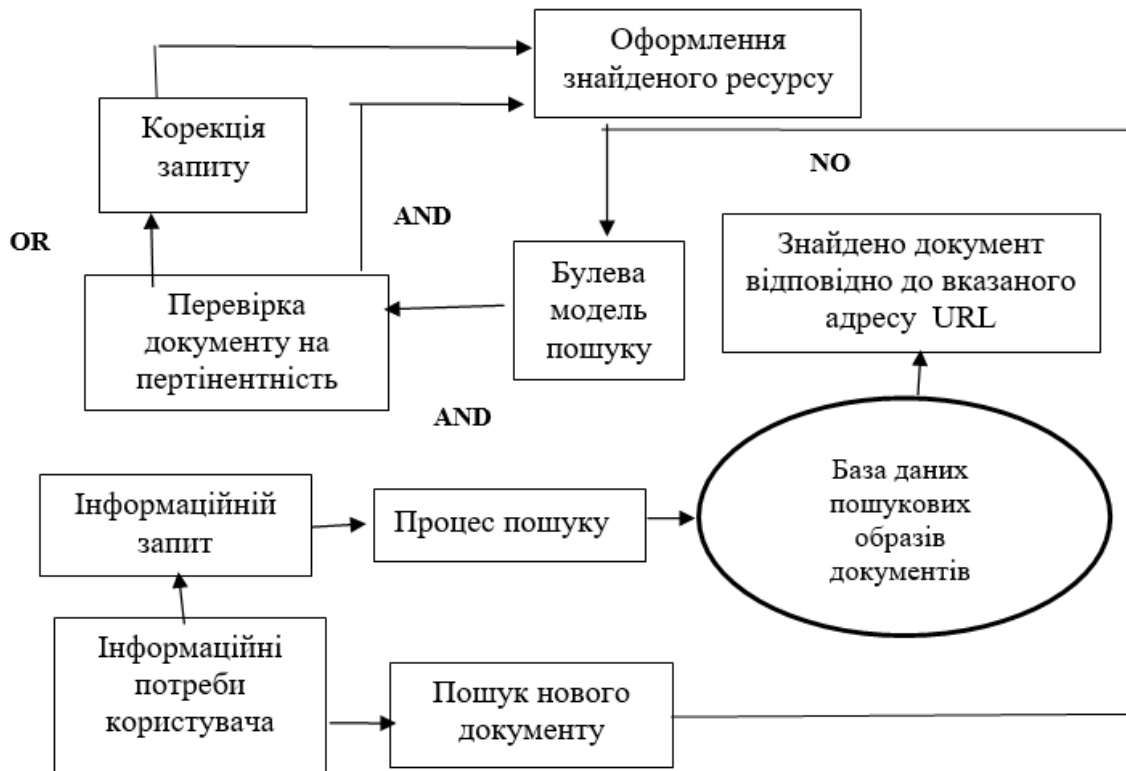 Оформлення
знайденого ресурсу
Корекція
запиту
NO
AND
OR
Знайдено документ
відповідно до вказаного
адресу URL
Булева
модель
пошуку
Перевірка
документу на
пертінентність
AND
База даних
пошукових
образів
документів
Інформаційній
запит
Процес пошуку
Інформаційні
потреби
користувача
Пошук нового
документу